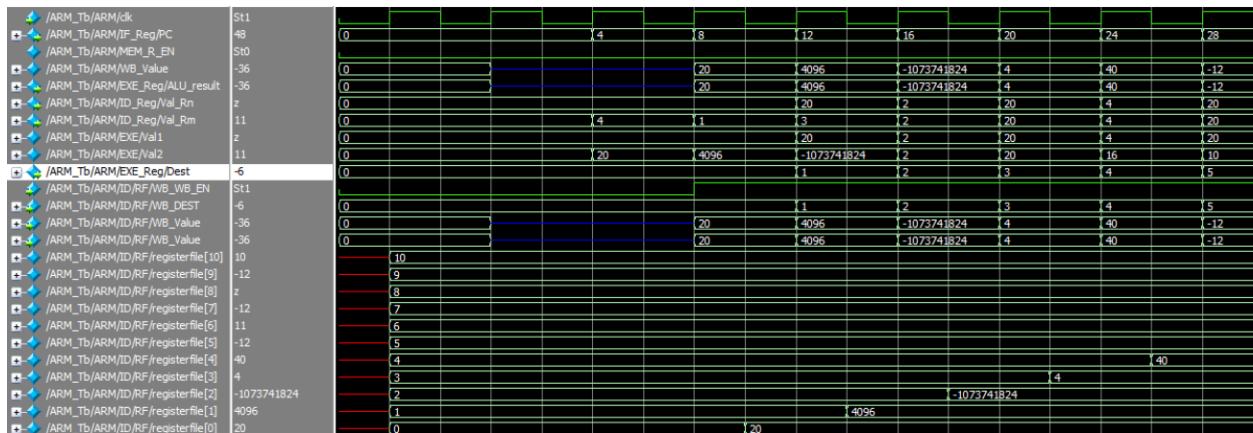 /ARM_Tb/ARM/clk St1
/ARM_Tb/ARM/IF_Reg/PC 48 0 4 8 12 16 20 24 28
/ARM_Tb/ARM/MEM_R_EN St0
/ARM_Tb/ARM/WB_Value -36 0 20 4096 -1073741824 4 40 -12
/ARM_Tb/ARM/EXE_Reg/ALU_result -36 0 20 4096 -1073741824 4 40 -12
/ARM_Tb/ARM/ID_Reg/Val_Rn z 0 20 2 20 4 20
/ARM_Tb/ARM/ID_Reg/Val_Rm 11 0 4 1 3 2 20 4 20
/ARM_Tb/ARM/EXE/Val1 z 0 20 2 20 4 20
/ARM_Tb/ARM/EXE/Val2 11 0 20 4096 -1073741824 2 20 16 10
/ARM_Tb/ARM/EXE_Reg/Dest -6 0 1 2 3 4 5
/ARM_Tb/ARM/ID/RF/WB_WB_EN St1
/ARM_Tb/ARM/ID/RF/WB_DEST -6 0 1 2 3 4 5
/ARM_Tb/ARM/ID/RF/WB_Value -36 0 20 4096 -1073741824 4 40 -12
/ARM_Tb/ARM/ID/RF/WB_Value -36 0 20 4096 -1073741824 4 40 -12
/ARM_Tb/ARM/ID/RF/registerfile[10] 10 10
/ARM_Tb/ARM/ID/RF/registerfile[9] -12 9
/ARM_Tb/ARM/ID/RF/registerfile[8] z 8
/ARM_Tb/ARM/ID/RF/registerfile[7] -12 7
/ARM_Tb/ARM/ID/RF/registerfile[6] 11 6
/ARM_Tb/ARM/ID/RF/registerfile[5] -12 5
/ARM_Tb/ARM/ID/RF/registerfile[4] 40 4 40
/ARM_Tb/ARM/ID/RF/registerfile[3] 4 3 4
/ARM_Tb/ARM/ID/RF/registerfile[2] -1073741824 2 -1073741824
/ARM_Tb/ARM/ID/RF/registerfile[1] 4096 1 4096
/ARM_Tb/ARM/ID/RF/registerfile[0] 20 0 20